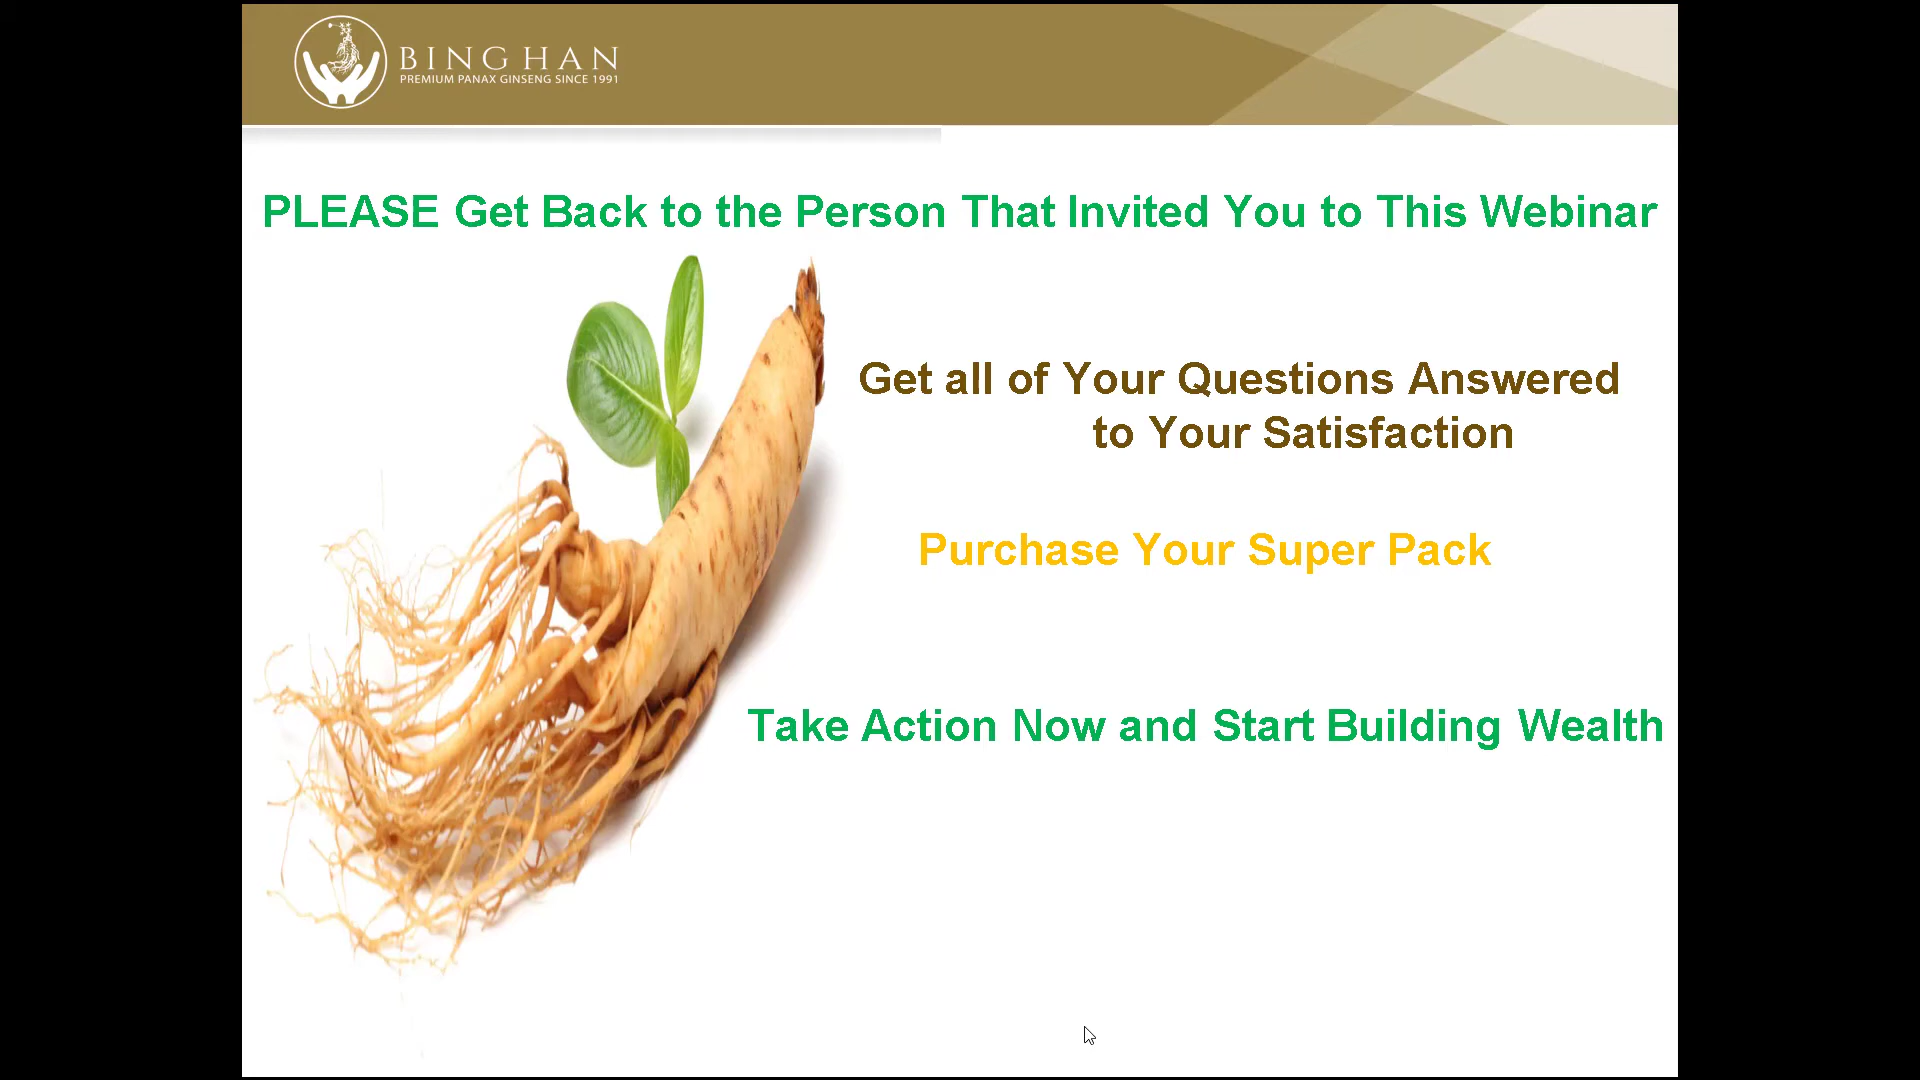 BINGHAN
PREMIUM PANAX GINSENG SINCE 1991
PLEASE Get Back to the Person That Invited You to This Webinar
Get all of Your Questions Answered
to Your Satisfaction
Purchase Your Super Pack
Take Action Now and Start Building Wealth